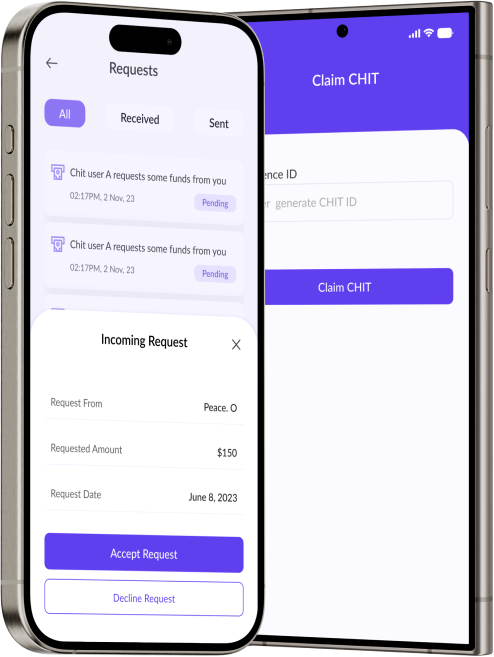 Requests
All
Received
Sent
Chit user A requests some funds from you
02:17PM, 2 Nov, 23
Pending
Chit user A requests some funds from you
02:17PM, 2 Nov, 23
Pending
Incoming Request
Request From
Peace. O
Requested Amount
$150
Request Date
June 8, 2023
Accept Request
Decline Request
Claim CHIT
ence ID
er generate CHIT ID
Claim CHIT